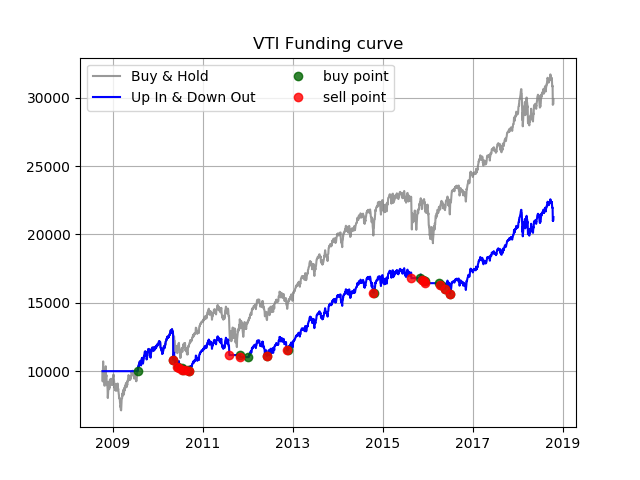 VTI Funding curve
Buy & Hold
Up In & Down Out
buy point
sell point
30000
25000
20000
15000
10000
2009 2011 2013 2015 2017 2019